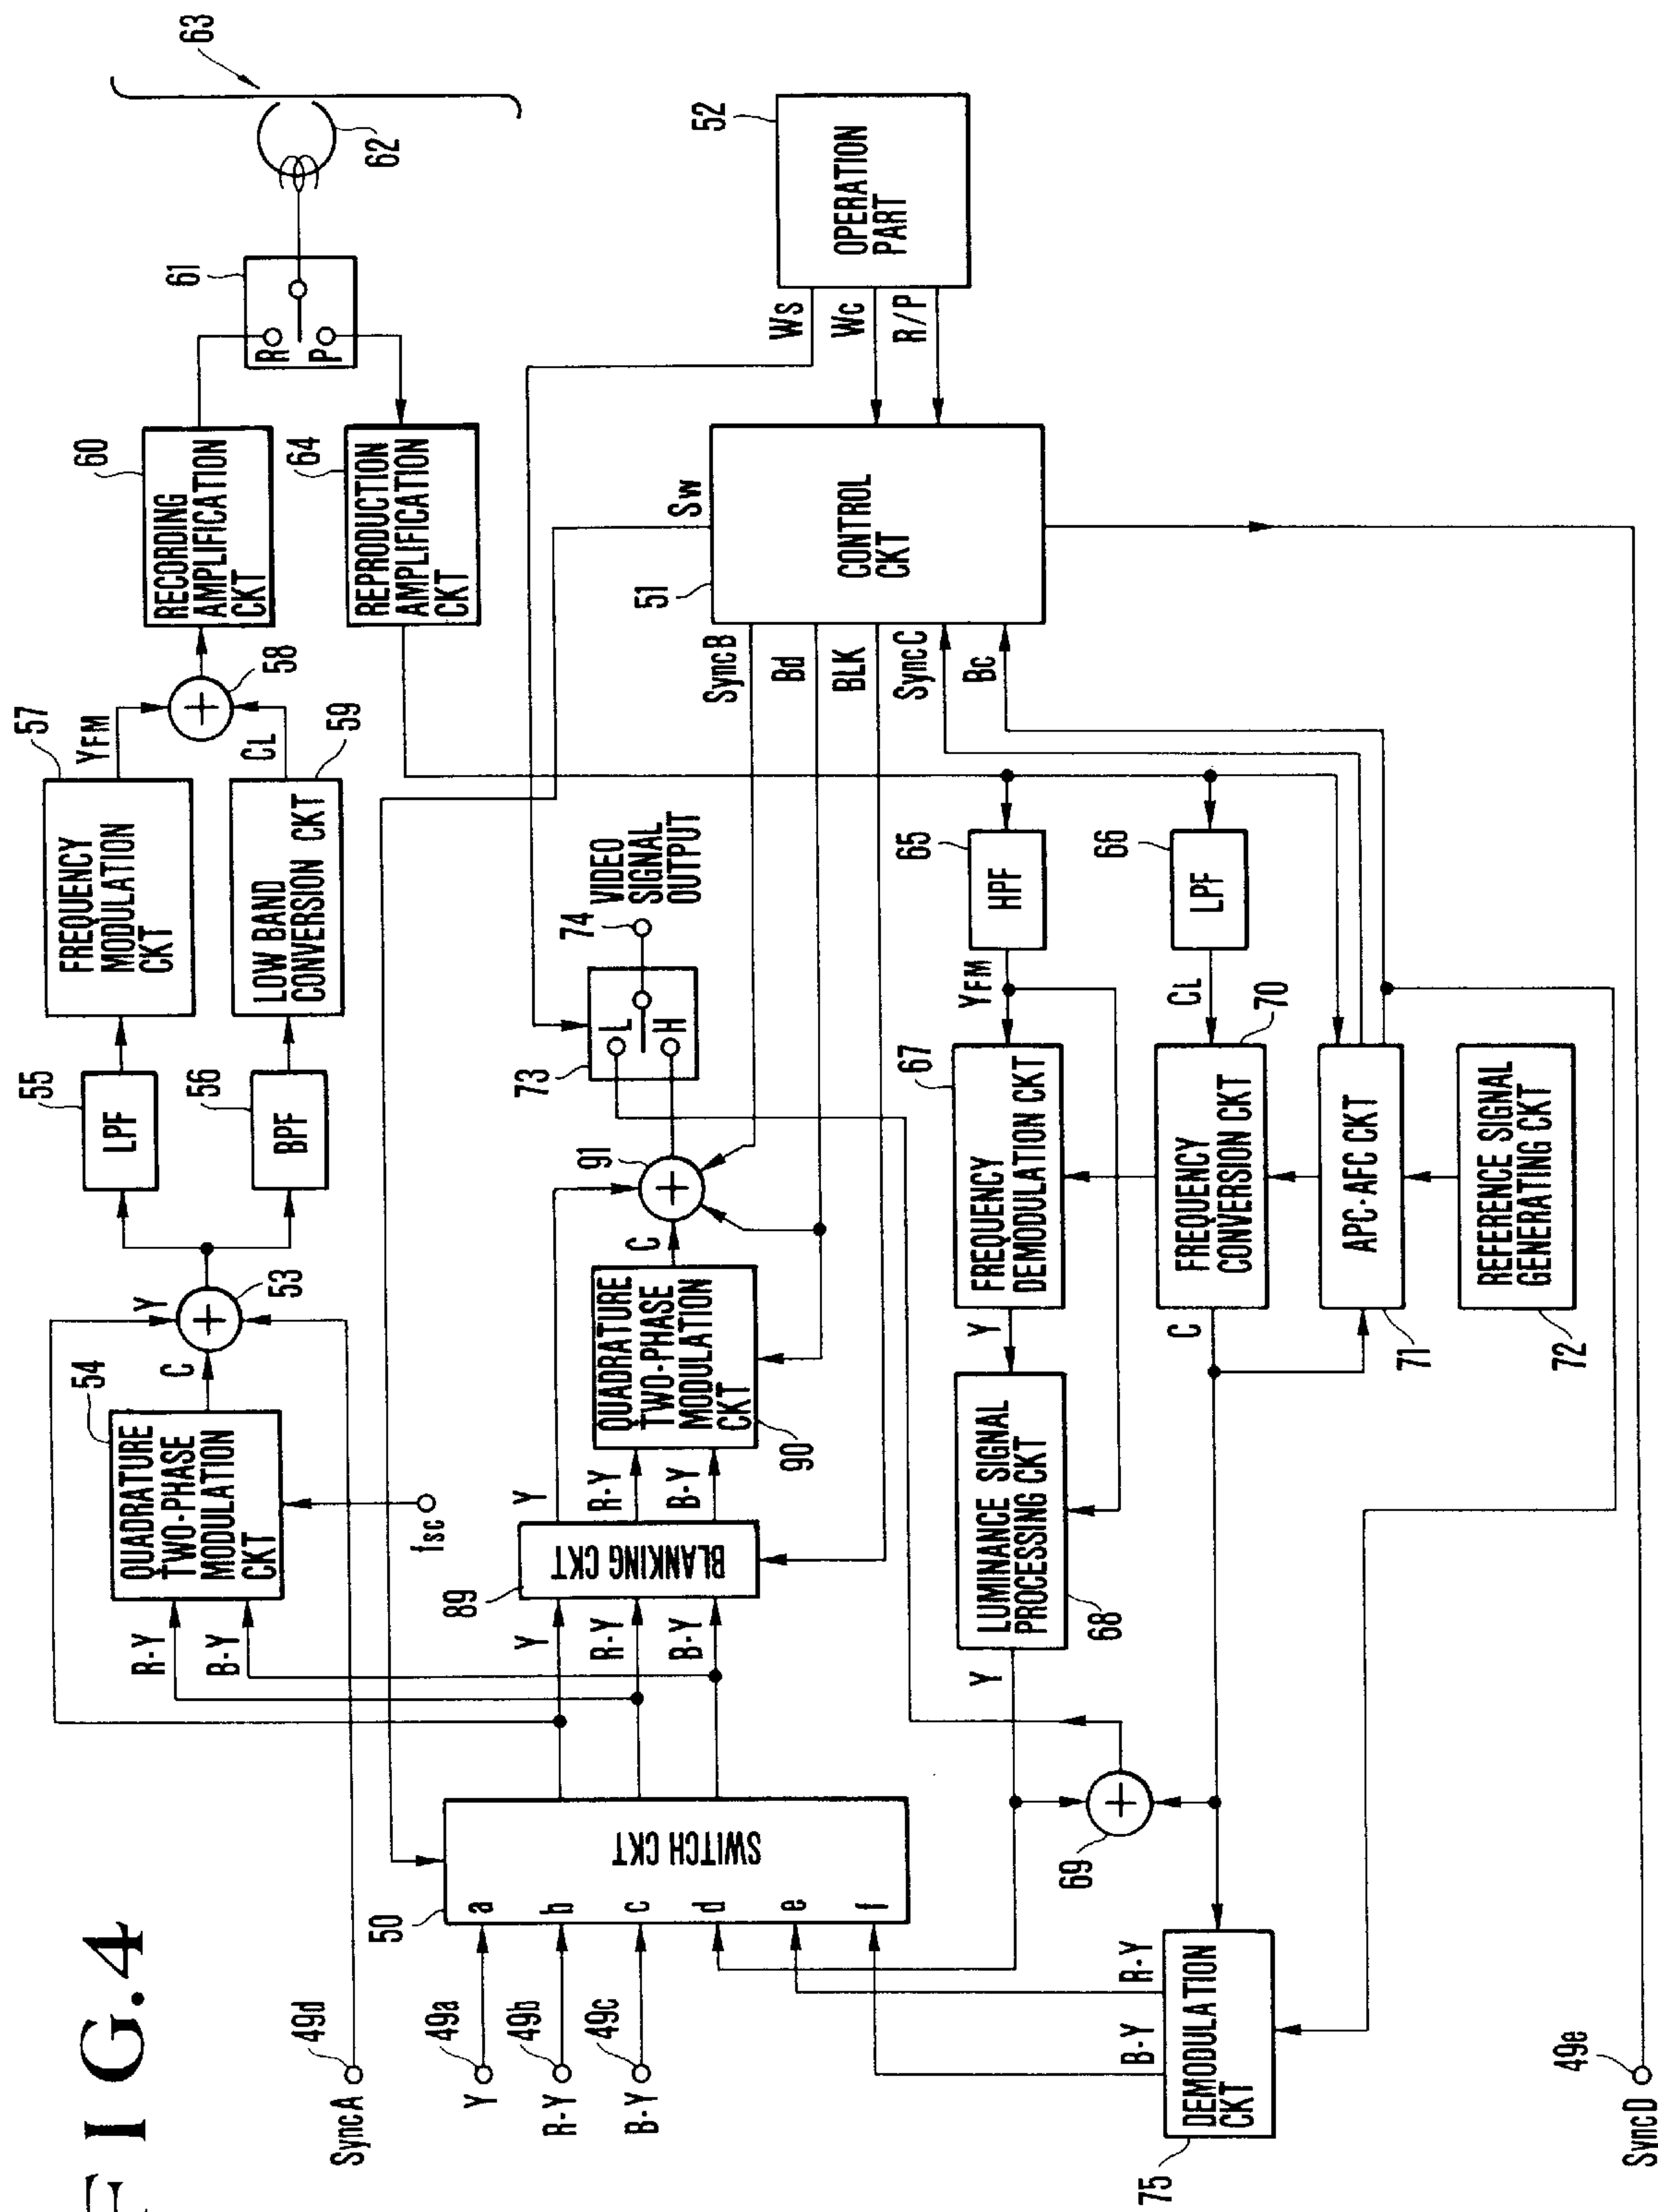 FIG.4
63
62
61
R
P
60
RECORDING
AMPLIFICATION
CKT
64
REPRODUCTION
AMPLIFICATION
CKT
58
57
FREQUENCY
MODULATION
CKT
YFM
CL
59
LOW BAND
CONVERSION CKT
55
LPF
56
BPF
53
Y
C
54
QUADRATURE
TWO-PHASE
MODULATION
CKT
fsc
R-Y
B-Y
SyncA
49d
Y
49a
R-Y
49b
B-Y
49c
50
SWITCH CKT
a
b
c
d
e
f
89
BLANKING CKT
Y
R-Y
B-Y
Y
R-Y
B-Y
QUADRATURE
TWO-PHASE
MODULATION
CKT
90
C
91
73
L
H
74
VIDEO
SIGNAL
OUTPUT
52
OPERATION
PART
Ws
Wc
R/P
51
CONTROL
CKT
Sw
SyncB
Bd
BLK
SyncC
Bc
65
HPF
66
LPF
YFM
CL
67
FREQUENCY
DEMODULATION CKT
70
FREQUENCY
CONVERSION CKT
71
APC·AFC CKT
72
REFERENCE SIGNAL
GENERATING CKT
Y
C
68
LUMINANCE SIGNAL
PROCESSING CKT
Y
69
75
DEMODULATION
CKT
R-Y
B-Y
49e
SyncD